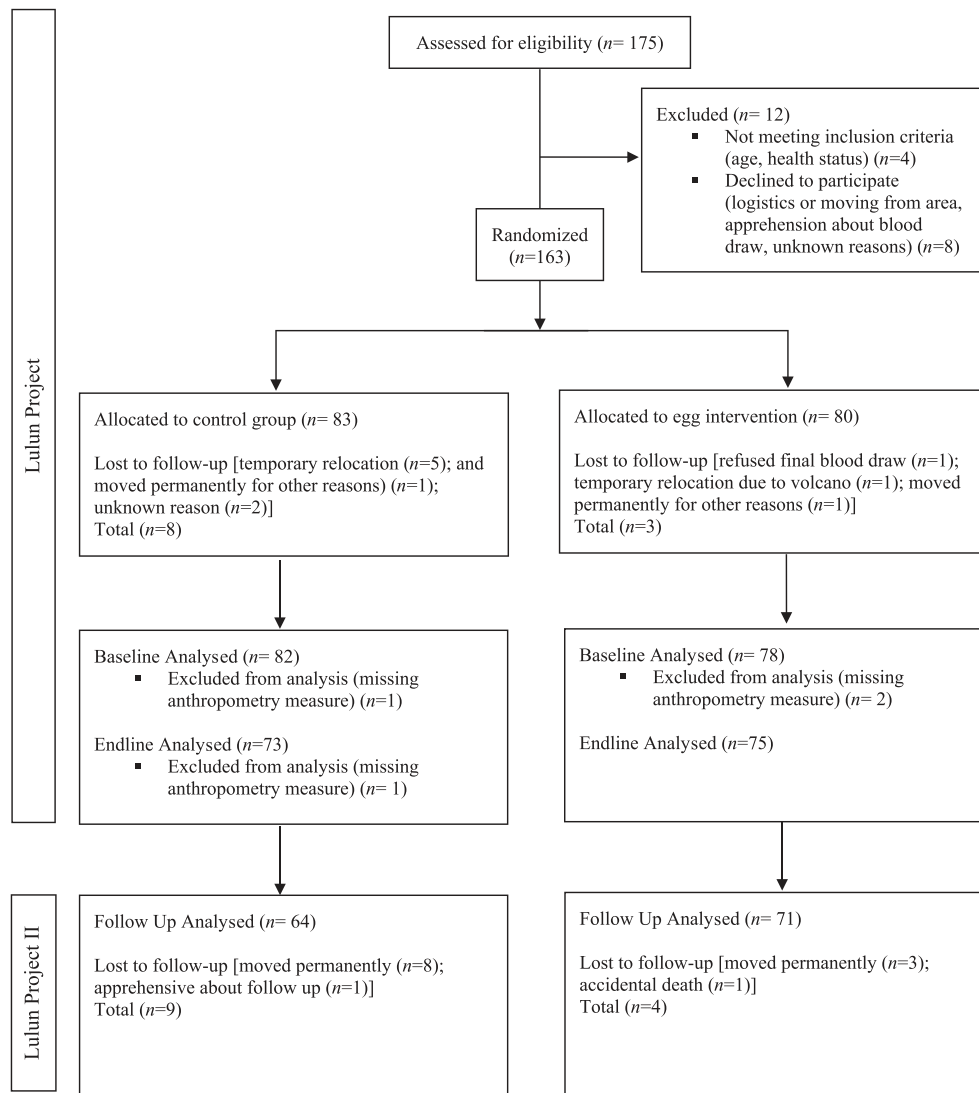 Assessed for eligibility (n= 175)
Excluded (n= 12)
▪ Not meeting inclusion criteria
(age, health status) (n=4)
▪ Declined to participate
(logistics or moving from area,
apprehension about blood
draw, unknown reasons) (n=8)
Randomized
(n=163)
Lulun Project
Allocated to control group (n= 83)
Lost to follow-up [temporary relocation (n=5); and
moved permanently for other reasons) (n=1);
unknown reason (n=2)]
Total (n=8)
Allocated to egg intervention (n= 80)
Lost to follow-up [refused final blood draw (n=1);
temporary relocation due to volcano (n=1); moved
permanently for other reasons (n=1)]
Total (n=3)
Baseline Analysed (n= 82)
▪ Excluded from analysis (missing
anthropometry measure) (n=1)
Endline Analysed (n=73)
▪ Excluded from analysis (missing
anthropometry measure) (n= 1)
Baseline Analysed (n= 78)
▪ Excluded from analysis (missing
anthropometry measure) (n= 2)
Endline Analysed (n=75)
Lulun Project II
Follow Up Analysed (n= 64)
Lost to follow-up [moved permanently (n=8);
apprehensive about follow up (n=1)]
Total (n=9)
Follow Up Analysed (n= 71)
Lost to follow-up [moved permanently (n=3);
accidental death (n=1)]
Total (n=4)